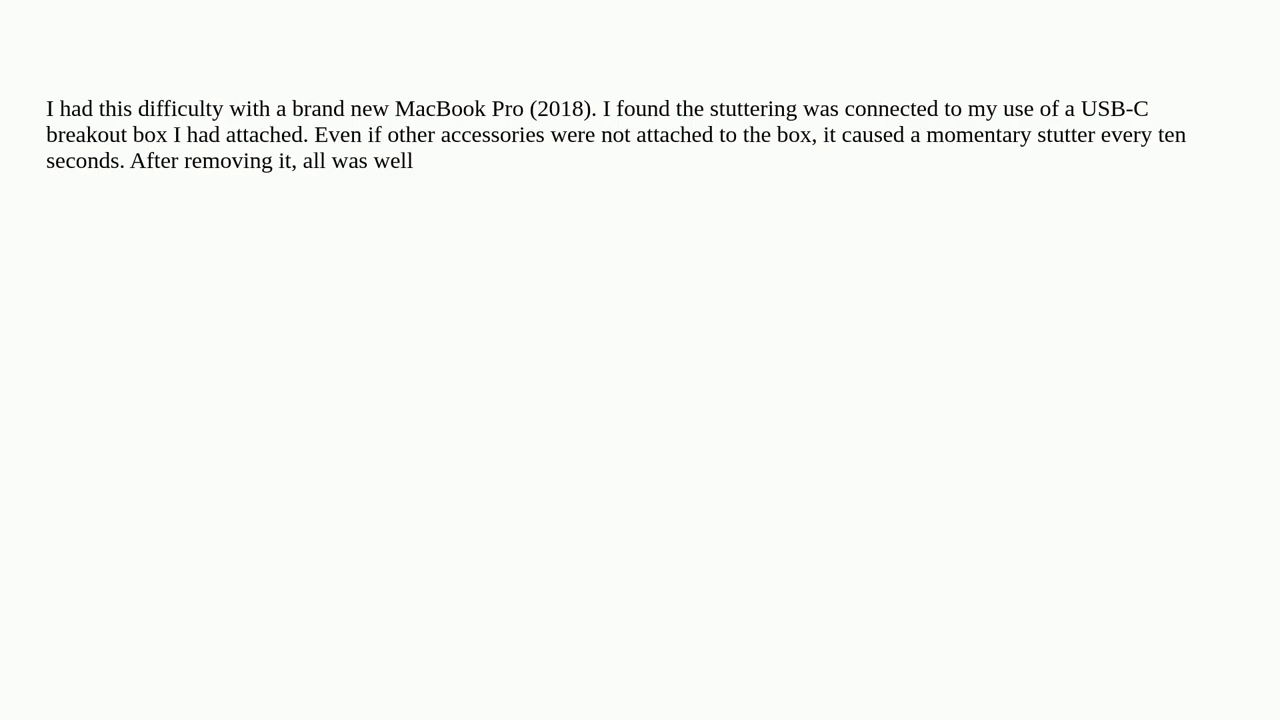 I had this difficulty with a brand new MacBook Pro (2018). I found the stuttering was connected to my use of a USB-C
breakout box I had attached. Even if other accessories were not attached to the box, it caused a momentary stutter every ten
seconds. After removing it, all was well